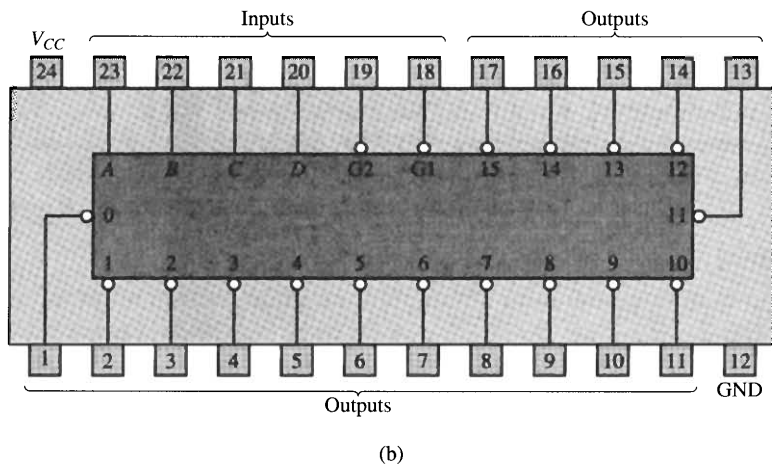 Inputs Outputs
V_CC
24 23 22 21 20 19 18 17 16 15 14 13
A B C D G2 G1 15 14 13 12
0 11
1 2 3 4 5 6 7 8 9 10
1 2 3 4 5 6 7 8 9 10 11 12
Outputs GND
(b)